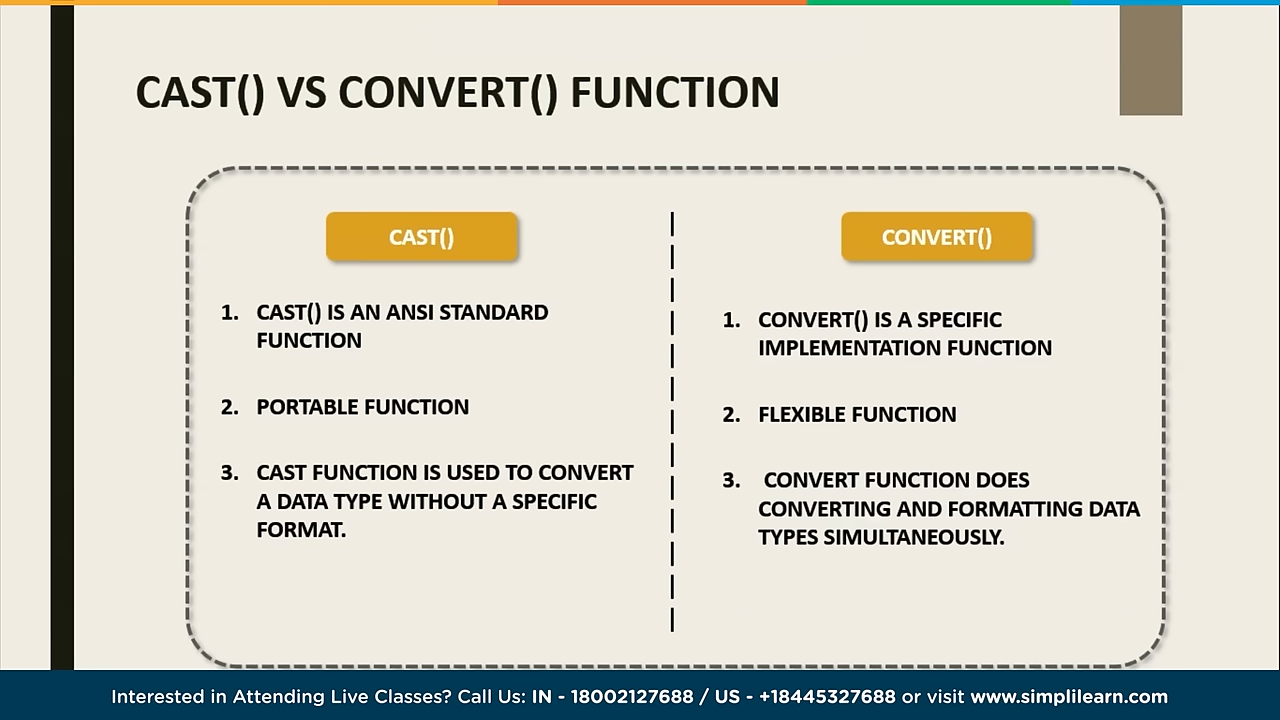 CAST() VS CONVERT() FUNCTION
CAST()
1. CAST() IS AN ANSI STANDARD
FUNCTION
2. PORTABLE FUNCTION
3. CAST FUNCTION IS USED TO CONVERT
A DATA TYPE WITHOUT A SPECIFIC
FORMAT.
CONVERT()
1. CONVERT() IS A SPECIFIC
IMPLEMENTATION FUNCTION
2. FLEXIBLE FUNCTION
3. CONVERT FUNCTION DOES
CONVERTING AND FORMATTING DATA
TYPES SIMULTANEOUSLY.
Interested in Attending Live Classes? Call Us: IN - 18002127688 / US - +18445327688 or visit www.simplilearn.com